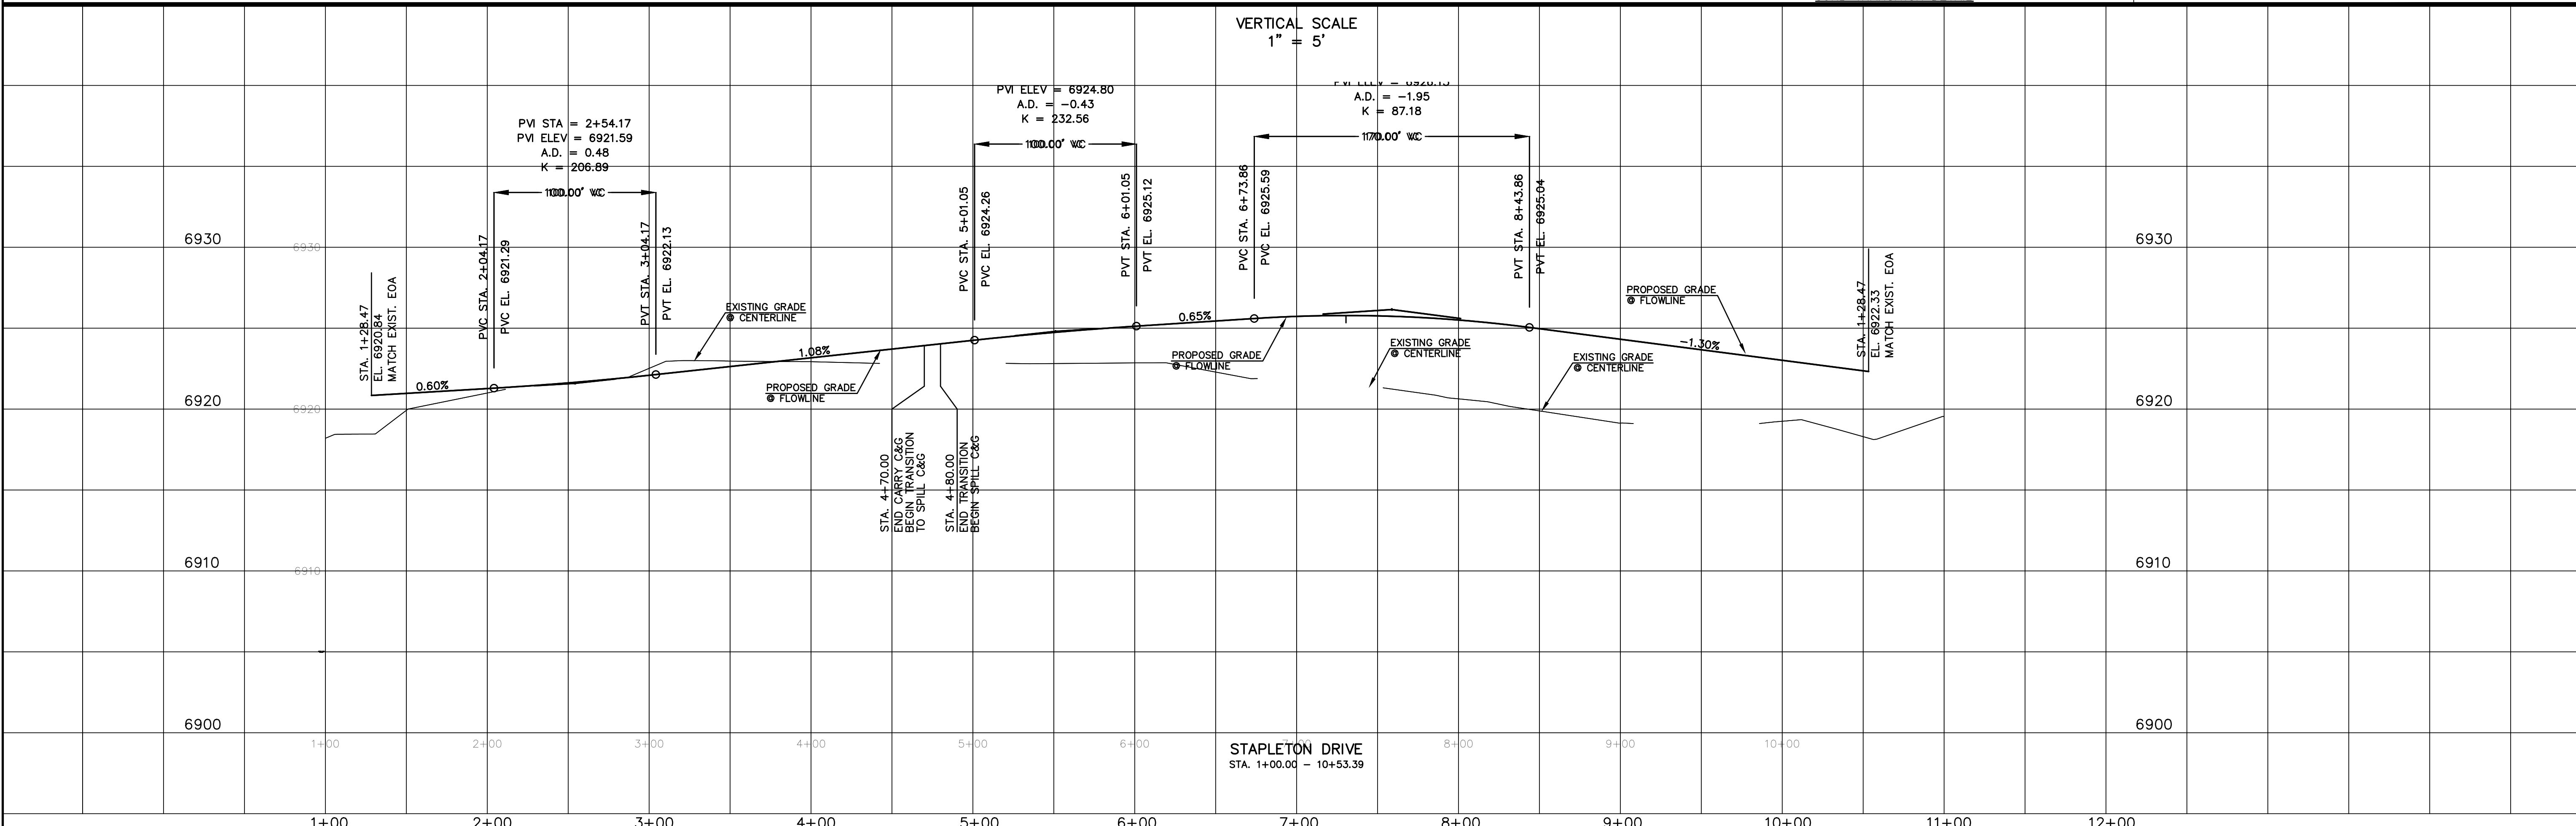 VERTICAL SCALE
1" = 5'
PVI STA = 2+54.17
PVI ELEV = 6921.59
A.D. = 0.48
K = 206.89
100.00' VC
PVI ELEV = 6924.80
A.D. = -0.43
K = 232.56
100.00' VC
A.D. = -1.95
K = 87.18
170.00' VC
STA. 1+28.47
EL. 6920.84
MATCH EXIST. EOA
PVC STA. 2+04.17
PVC EL. 6921.29
PVT STA. 3+04.17
PVT EL. 6922.13
PVC STA. 5+01.05
PVC EL. 6924.26
PVT STA. 6+01.05
PVT EL. 6925.12
PVC STA. 6+73.86
PVC EL. 6925.59
PVT STA. 8+43.86
PVT EL. 6925.04
STA. 1+28.47
EL. 6922.33
MATCH EXIST. EOA
6930
6930
6930
EXISTING GRADE
@ CENTERLINE
0.60%
1.08%
0.65%
-1.30%
PROPOSED GRADE
@ FLOWLINE
PROPOSED GRADE
@ FLOWLINE
EXISTING GRADE
@ CENTERLINE
EXISTING GRADE
@ CENTERLINE
PROPOSED GRADE
@ FLOWLINE
6920
6920
6920
STA. 4+70.00
END CARRY C&G
BEGIN TRANSITION
TO SPILL C&G
STA. 4+80.00
END TRANSITION
BEGIN SPILL C&G
6910
6910
6910
6900
6900
1+00 2+00 3+00 4+00 5+00 6+00 7+00 8+00 9+00 10+00
STAPLETON DRIVE
STA. 1+00.00 - 10+53.39
1+00 2+00 3+00 4+00 5+00 6+00 7+00 8+00 9+00 10+00 11+00 12+00